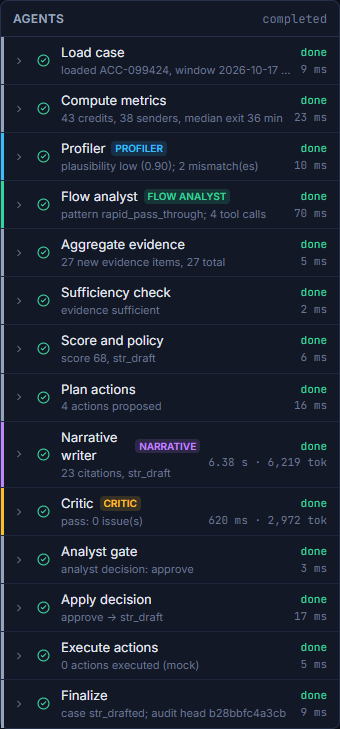 AGENTS completed
Load case done
loaded ACC-099424, window 2026-10-17 ... 9 ms
Compute metrics done
43 credits, 38 senders, median exit 36 min 23 ms
Profiler PROFILER done
plausibility low (0.90); 2 mismatch(es) 10 ms
Flow analyst FLOW ANALYST done
pattern rapid_pass_through; 4 tool calls 70 ms
Aggregate evidence done
27 new evidence items, 27 total 5 ms
Sufficiency check done
evidence sufficient 2 ms
Score and policy done
score 68, str_draft 6 ms
Plan actions done
4 actions proposed 16 ms
Narrative
writer NARRATIVE done
23 citations, str_draft 6.38 s · 6,219 tok
Critic CRITIC done
pass: 0 issue(s) 620 ms · 2,972 tok
Analyst gate done
analyst decision: approve 3 ms
Apply decision done
approve → str_draft 17 ms
Execute actions done
0 actions executed (mock) 5 ms
Finalize done
case str_drafted; audit head b28bbfc4a3cb 9 ms